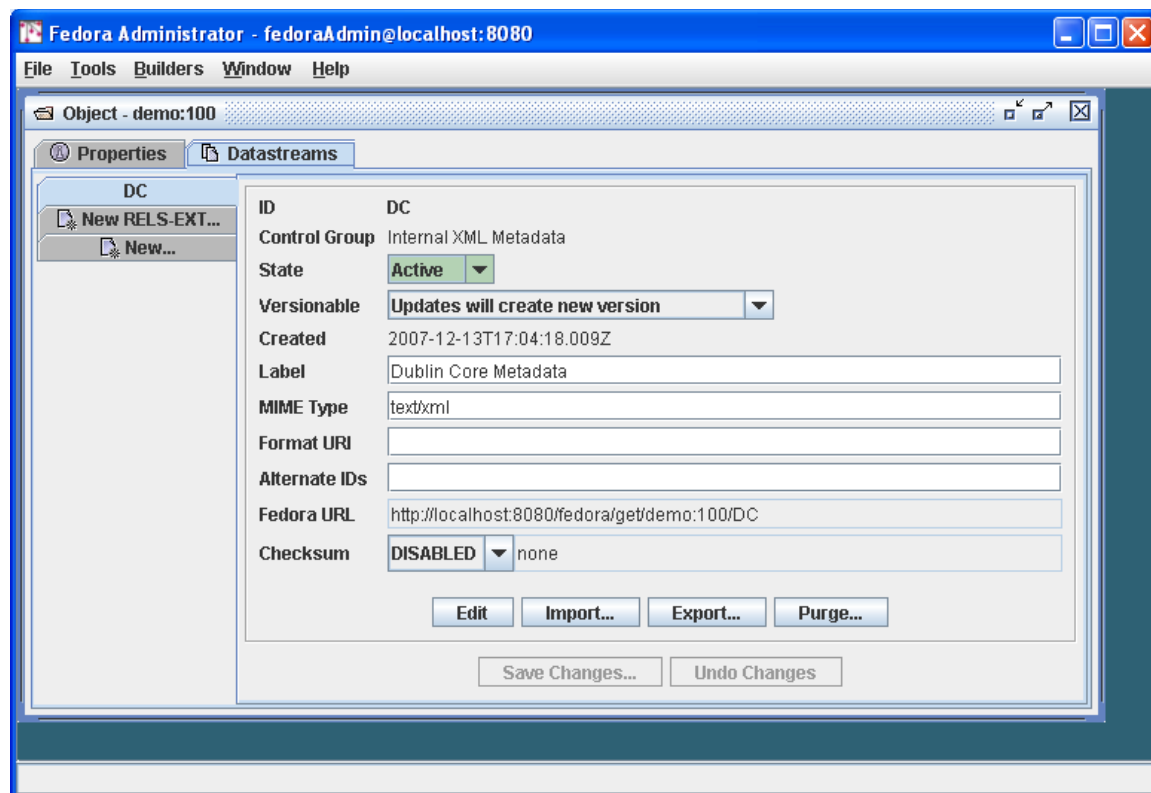 Fedora Administrator - fedoraAdmin@localhost:8080
File Tools Builders Window Help
Object - demo:100
Properties Datastreams
DC
New RELS-EXT...
New...
ID DC
Control Group Internal XML Metadata
State Active
Versionable Updates will create new version
Created 2007-12-13T17:04:18.009Z
Label Dublin Core Metadata
MIME Type text/xml
Format URI
Alternate IDs
Fedora URL http://localhost:8080/fedora/get/demo:100/DC
Checksum DISABLED none
Edit Import... Export... Purge...
Save Changes... Undo Changes